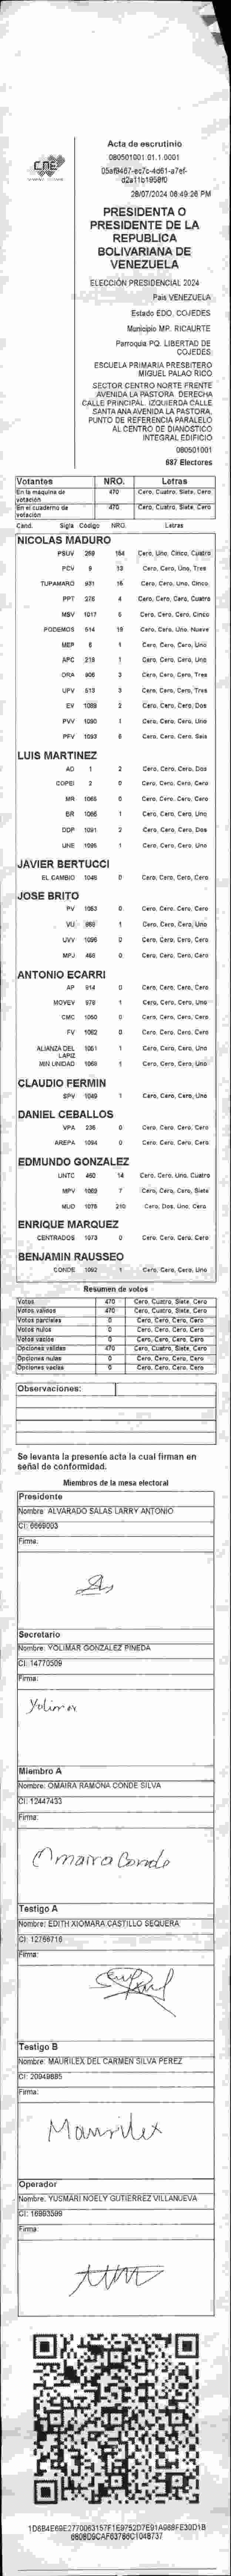 CNE
Acta de escrutinio
080501001.01.1.0001
05af9467-ec7c-4d61-a7ef-
d2a11b1958f0
28/07/2024 06:49:26 PM
PRESIDENTA O
PRESIDENTE DE LA
REPUBLICA
BOLIVARIANA DE
VENEZUELA
ELECCIÓN PRESIDENCIAL 2024
Pais VENEZUELA
Estado EDO. COJEDES
Municipio MP. RICAURTE
Parroquia PQ. LIBERTAD DE
COJEDES
ESCUELA PRIMARIA PRESBITERO
MIGUEL PALAO RICO
SECTOR CENTRO NORTE FRENTE
AVENIDA LA PASTORA. DERECHA
CALLE PRINCIPAL. IZQUIERDA CALLE
SANTA ANA AVENIDA LA PASTORA.
PUNTO DE REFERENCIA PARALELO
AL CENTRO DE DIANOSTICO
INTEGRAL EDIFICIO
080501001
687 Electores
Votantes NRO. Letras
En la máquina de votación 470 Cero, Cuatro, Siete, Cero
En el cuaderno de votación 470 Cero, Cuatro, Siete, Cero
Cand. Sigla Código NRO. Letras
NICOLAS MADURO
PSUV 269 164 Cero, Uno, Cinco, Cuatro
PCV 9 13 Cero, Cero, Uno, Tres
TUPAMARO 931 15 Cero, Cero, Uno, Cinco
PPT 276 4 Cero, Cero, Cero, Cuatro
MSV 1017 5 Cero, Cero, Cero, Cinco
PODEMOS 514 19 Cero, Cero, Uno, Nueve
MEP 6 1 Cero, Cero, Cero, Uno
APC 218 1 Cero, Cero, Cero, Uno
ORA 906 3 Cero, Cero, Cero, Tres
UPV 513 3 Cero, Cero, Cero, Tres
EV 1088 2 Cero, Cero, Cero, Dos
PVV 1090 1 Cero, Cero, Cero, Uno
PFV 1093 6 Cero, Cero, Cero, Seis
LUIS MARTINEZ
AD 1 2 Cero, Cero, Cero, Dos
COPEI 2 0 Cero, Cero, Cero, Cero
MR 1065 0 Cero, Cero, Cero, Cero
BR 1066 1 Cero, Cero, Cero, Uno
DDP 1091 2 Cero, Cero, Cero, Dos
UNE 1095 1 Cero, Cero, Cero, Uno
JAVIER BERTUCCI
EL CAMBIO 1045 0 Cero, Cero, Cero, Cero
JOSE BRITO
PV 1053 0 Cero, Cero, Cero, Cero
VU 969 1 Cero, Cero, Cero, Uno
UVV 1096 0 Cero, Cero, Cero, Cero
MPJ 466 0 Cero, Cero, Cero, Cero
ANTONIO ECARRI
AP 914 0 Cero, Cero, Cero, Cero
MOVEV 978 1 Cero, Cero, Cero, Uno
CMC 1050 0 Cero, Cero, Cero, Cero
FV 1062 0 Cero, Cero, Cero, Cero
ALIANZA DEL LAPIZ 1061 1 Cero, Cero, Cero, Uno
MIN UNIDAD 1068 1 Cero, Cero, Cero, Uno
CLAUDIO FERMIN
SPV 1049 1 Cero, Cero, Cero, Uno
DANIEL CEBALLOS
VPA 236 0 Cero, Cero, Cero, Cero
AREPA 1094 0 Cero, Cero, Cero, Cero
EDMUNDO GONZALEZ
UNTC 460 14 Cero, Cero, Uno, Cuatro
MPV 1069 7 Cero, Cero, Cero, Siete
MUD 1075 210 Cero, Dos, Uno, Cero
ENRIQUE MARQUEZ
CENTRADOS 1073 0 Cero, Cero, Cero, Cero
BENJAMIN RAUSSEO
CONDE 1092 1 Cero, Cero, Cero, Uno
Resumen de votos
Votos 470 Cero, Cuatro, Siete, Cero
Votos válidos 470 Cero, Cuatro, Siete, Cero
Votos parciales 0 Cero, Cero, Cero, Cero
Votos nulos 0 Cero, Cero, Cero, Cero
Votos vacios 0 Cero, Cero, Cero, Cero
Opciones válidas 470 Cero, Cuatro, Siete, Cero
Opciones nulas 0 Cero, Cero, Cero, Cero
Opciones vacias 0 Cero, Cero, Cero, Cero
Observaciones:
Se levanta la presente acta la cual firman en
señal de conformidad.
Miembros de la mesa electoral
Presidente
Nombre: ALVARADO SALAS LARRY ANTONIO
CI: 6669003
Firma:
Secretario
Nombre: YOLIMAR GONZALEZ PINEDA
CI: 14770509
Firma:
Yolimar
Miembro A
Nombre: OMAIRA RAMONA CONDE SILVA
CI: 12447433
Firma:
Omaira Conde
Testigo A
Nombre: EDITH XIOMARA CASTILLO SEQUERA
CI: 12766716
Firma:
Testigo B
Nombre: MAURILEX DEL CARMEN SILVA PEREZ
CI: 20949885
Firma:
Maurilex
Operador
Nombre: YUSMARI NOELY GUTIERREZ VILLANUEVA
CI: 16993599
Firma:
1D6B4E69E2770063157F1E9752D7E91A968FE30D1B
6608D9CAF63766C1048737